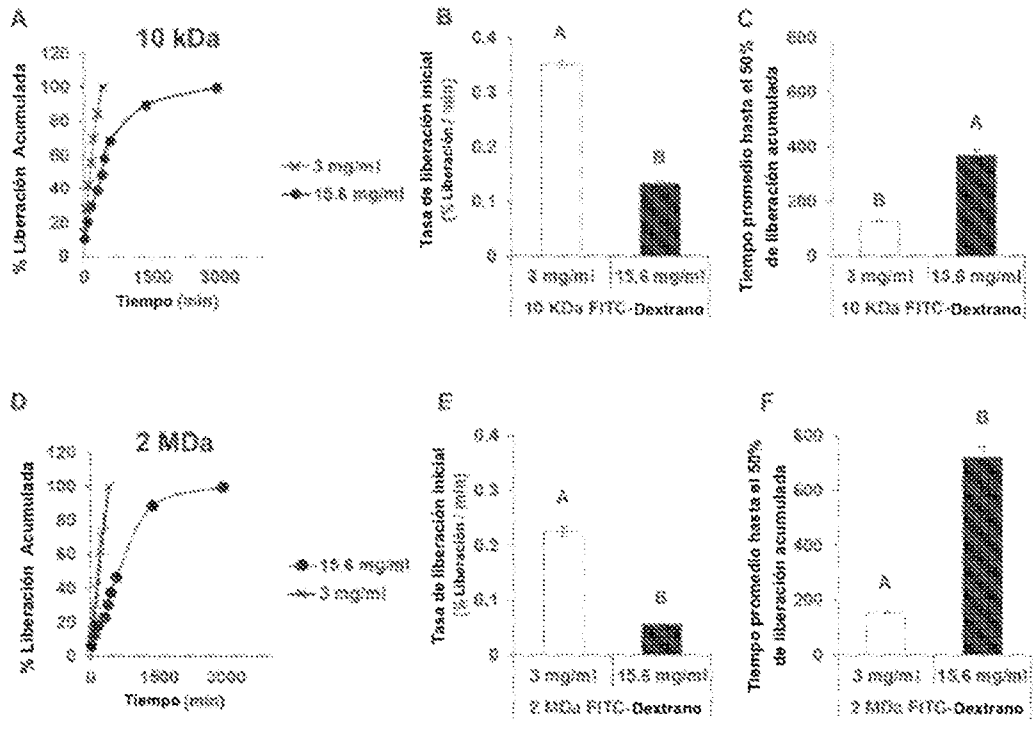 A
10 kDa
% Liberación Acumulada
120
100
80
60
40
20
0
0
1500
3000
Tiempo (min)
3 mg/ml
15.6 mg/ml
B
Tasa de liberación inicial
(% Liberación / min)
0.4
0.3
0.2
0.1
0
A
B
3 mg/ml
15.6 mg/ml
10 KDa FITC-Dextrano
C
Tiempo promedio hasta el 50%
de liberación acumulada
800
600
400
200
0
B
A
3 mg/ml
15.6 mg/ml
10 KDa FITC-Dextrano
D
2 MDa
% Liberación Acumulada
120
100
80
60
40
20
0
0
1500
3000
Tiempo (min)
15.6 mg/ml
3 mg/ml
E
Tasa de liberación inicial
(% Liberación / min)
0.4
0.3
0.2
0.1
0
A
B
3 mg/ml
15.6 mg/ml
2 MDa FITC-Dextrano
F
Tiempo promedio hasta el 50%
de liberación acumulada
800
600
400
200
0
A
B
3 mg/ml
15.6 mg/ml
2 MDa FITC-Dextrano